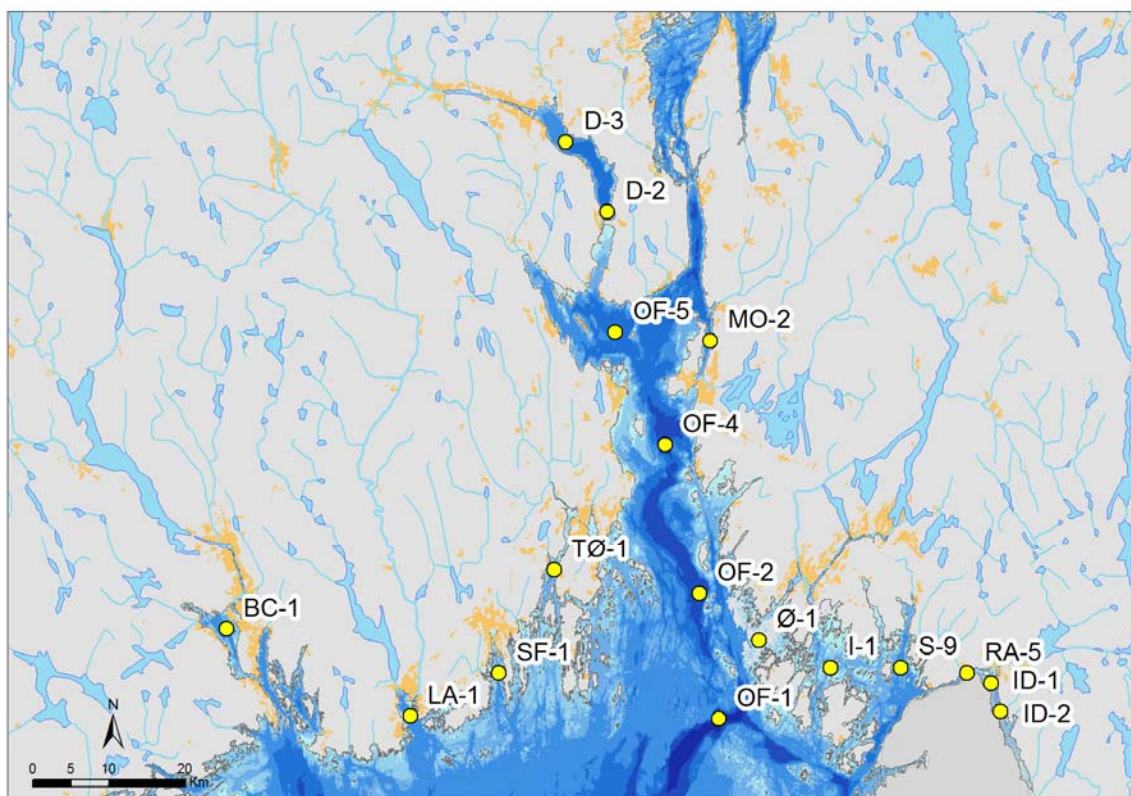 D-3
D-2
OF-5
MO-2
OF-4
TØ-1
OF-2
BC-1
Ø-1
SF-1
I-1
S-9
RA-5
ID-1
LA-1
OF-1
ID-2
N
0 5 10 20
Km